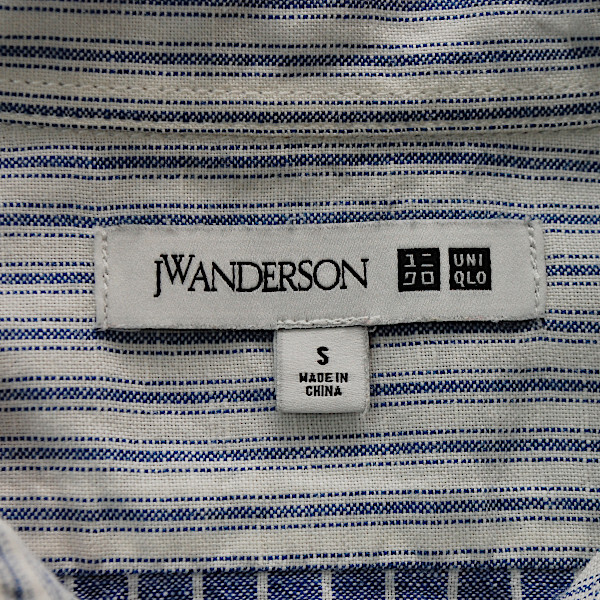 JWANDERSON
ユニ
クロ
UNI
QLO
S
MADE IN
CHINA